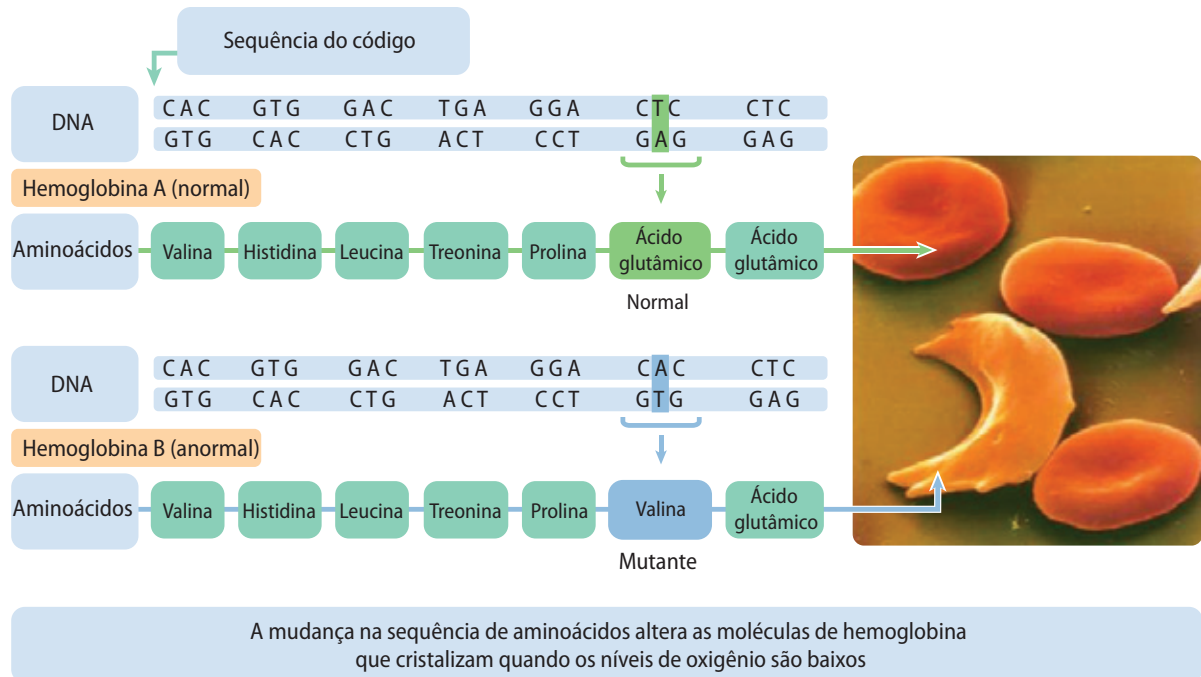 Sequência do código
DNA
CAC GTG GAC TGA GGA CTC CTC
GTG CAC CTG ACT CCT GAG GAG
Hemoglobina A (normal)
Aminoácidos
Valina
Histidina
Leucina
Treonina
Prolina
Ácido
glutâmico
Ácido
glutâmico
Normal
DNA
CAC GTG GAC TGA GGA CAC CTC
GTG CAC CTG ACT CCT GTG GAG
Hemoglobina B (anormal)
Aminoácidos
Valina
Histidina
Leucina
Treonina
Prolina
Valina
Ácido
glutâmico
Mutante
A mudança na sequência de aminoácidos altera as moléculas de hemoglobina
que cristalizam quando os níveis de oxigênio são baixos